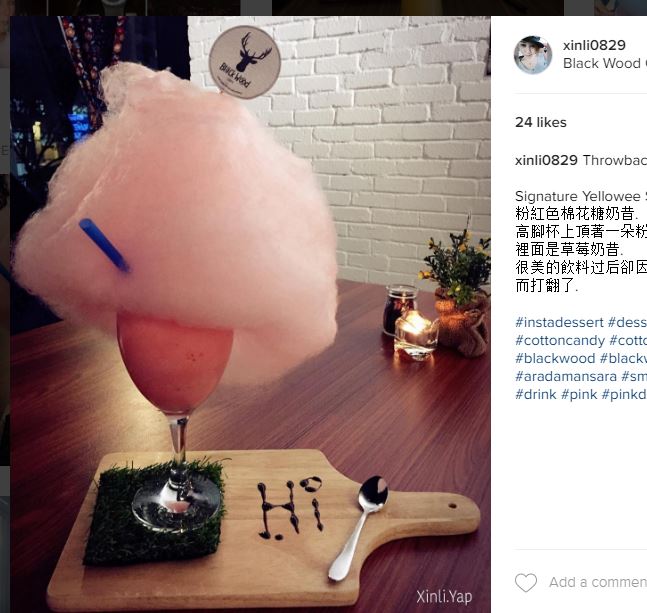 Black Wood
Hi
Xinli.Yap
xinli0829
Black Wood
24 likes
xinli0829 Throwbac
Signature Yellowee S
粉紅色棉花糖奶昔.
高腳杯上頂著一朵粉
裡面是草莓奶昔.
很美的飲料过后卻因
而打翻了.
#instadessert #dess
#cottoncandy #cotto
#blackwood #blackw
#aradamansara #sm
#drink #pink #pinkd
Add a commen